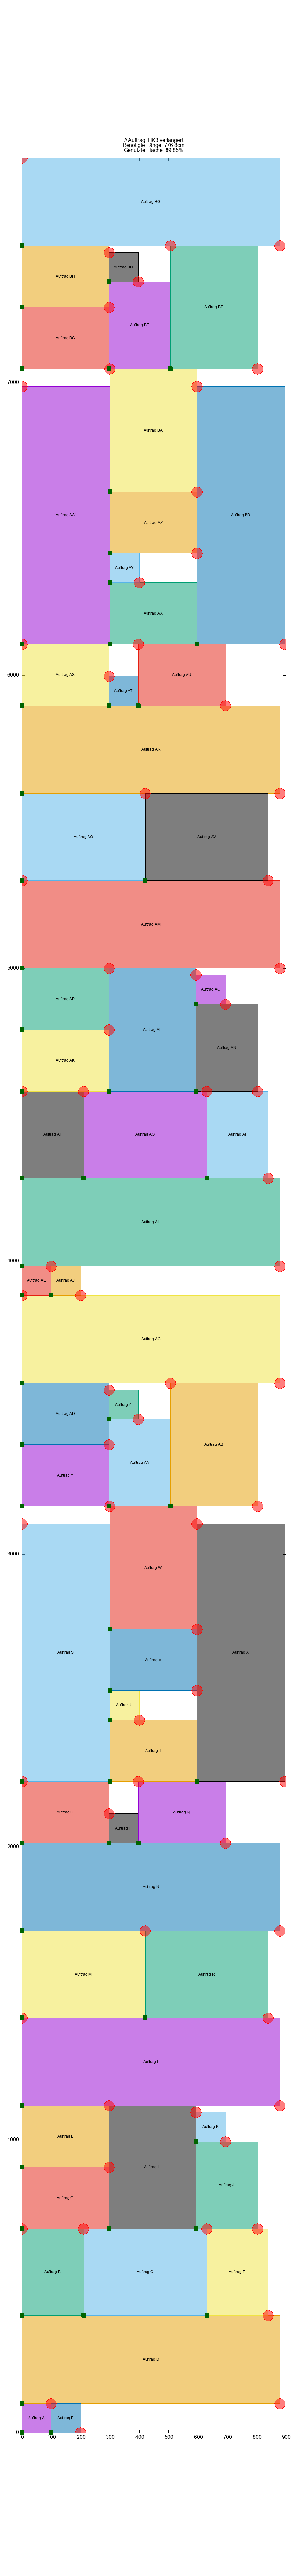 // Auftrag IHK3 verlängert
Benötigte Länge: 776.8cm
Genutzte Fläche: 89.85%
Auftrag BG
Auftrag BH
Auftrag BD
Auftrag BF
Auftrag BE
Auftrag BC
7000
Auftrag BA
Auftrag AW
Auftrag BB
Auftrag AZ
Auftrag AY
Auftrag AX
6000
Auftrag AS
Auftrag AU
Auftrag AT
Auftrag AR
Auftrag AQ
Auftrag AV
Auftrag AM
5000
Auftrag AP
Auftrag AO
Auftrag AL
Auftrag AN
Auftrag AK
Auftrag AF
Auftrag AG
Auftrag AI
Auftrag AH
4000
Auftrag AE
Auftrag AJ
Auftrag AC
Auftrag AD
Auftrag Z
Auftrag AB
Auftrag AA
Auftrag Y
3000
Auftrag W
Auftrag S
Auftrag X
Auftrag V
Auftrag U
Auftrag T
2000
Auftrag O
Auftrag Q
Auftrag P
Auftrag N
Auftrag M
Auftrag R
Auftrag I
1000
Auftrag L
Auftrag K
Auftrag H
Auftrag J
Auftrag G
Auftrag B
Auftrag C
Auftrag E
Auftrag D
Auftrag A
Auftrag F
0
0 100 200 300 400 500 600 700 800 900